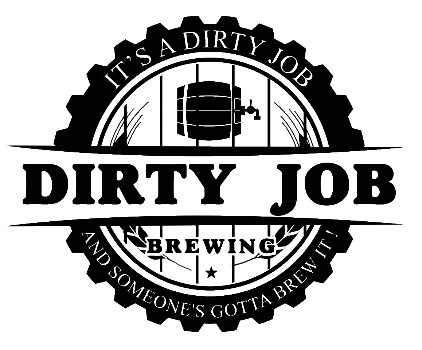 IT'S A DIRTY JOB
DIRTY JOB
BREWING
AND SOMEONE'S GOTTA BREW IT !